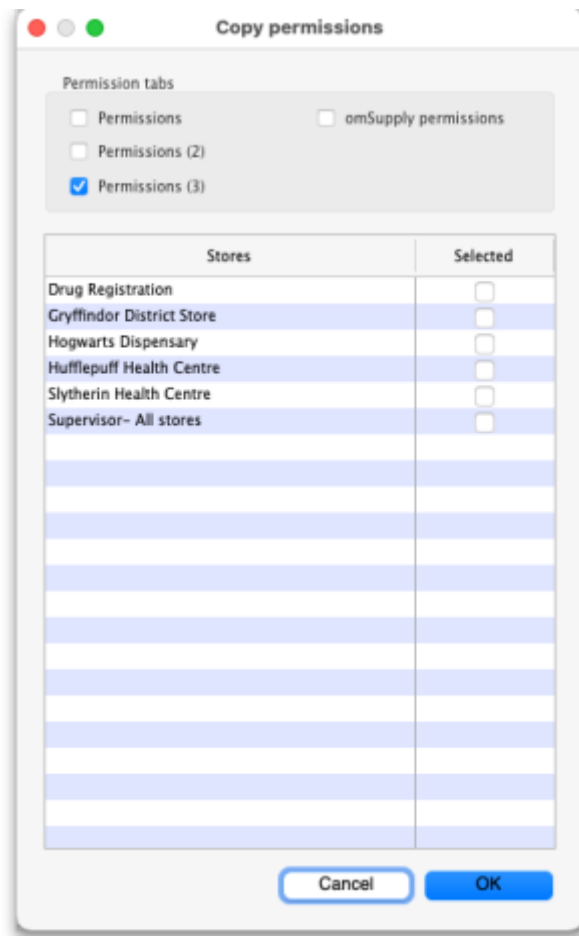 Copy permissions
Permission tabs
Permissions omSupply permissions
Permissions (2)
Permissions (3)
Stores Selected
Drug Registration
Gryffindor District Store
Hogwarts Dispensary
Hufflepuff Health Centre
Slytherin Health Centre
Supervisor- All stores
Cancel OK